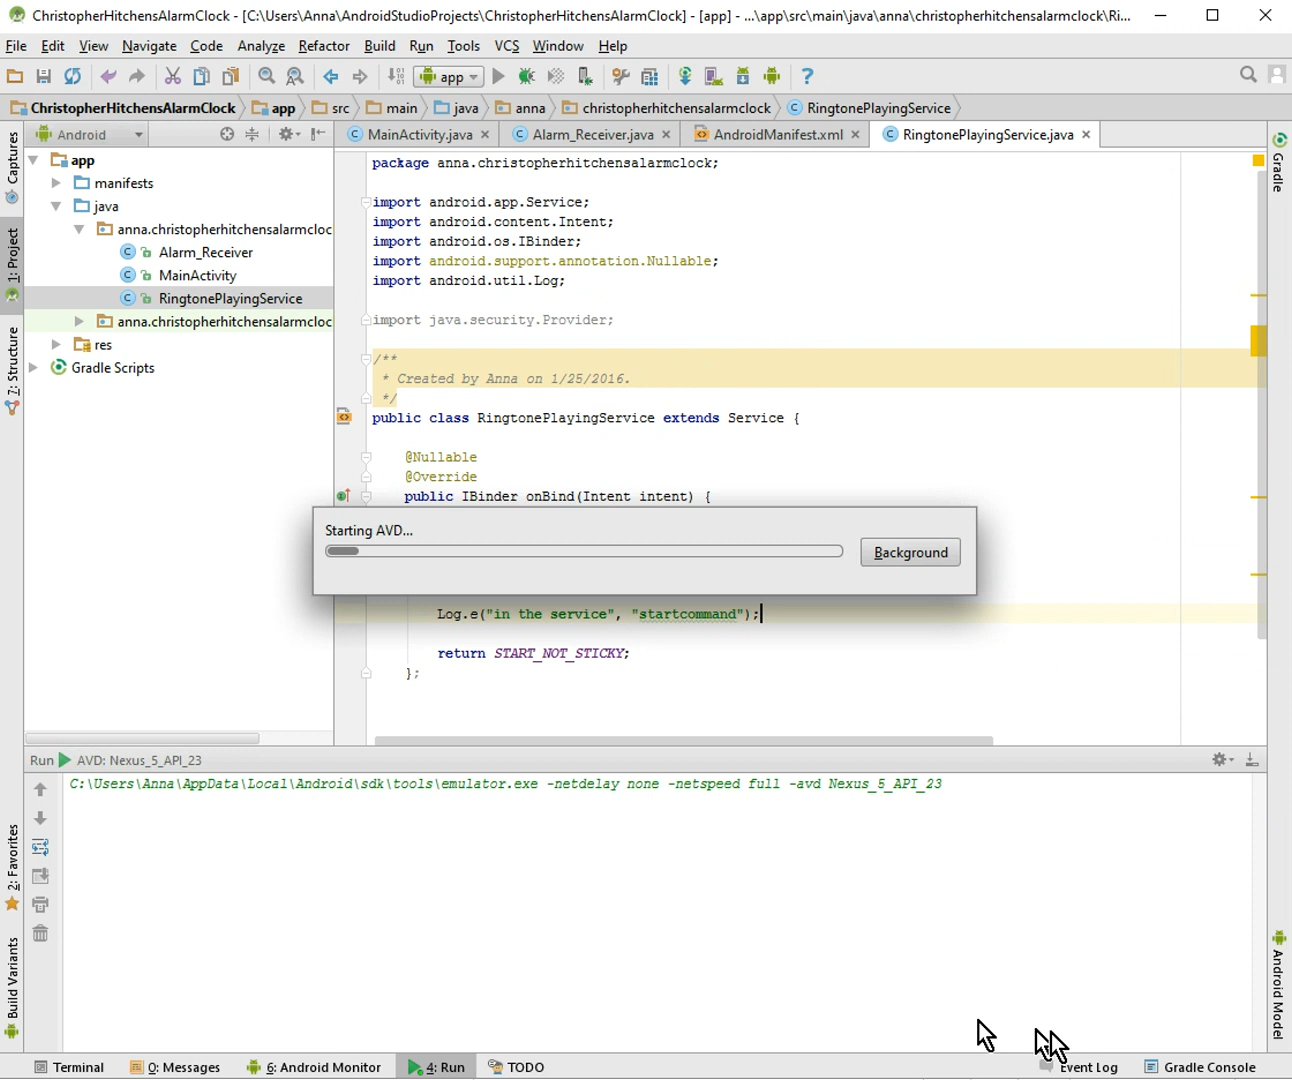 ChristopherHitchensAlarmClock - [C:\Users\Anna\AndroidStudioProjects\ChristopherHitchensAlarmClock] - [app] - ...\app\src\main\java\anna\christopherhitchensalarmclock\Ri...
File Edit View Navigate Code Analyze Refactor Build Run Tools VCS Window Help
app
ChristopherHitchensAlarmClock app src main java anna christopherhitchensalarmclock RingtonePlayingService
Android
MainActivity.java Alarm_Receiver.java AndroidManifest.xml RingtonePlayingService.java
Captures
1: Project
7: Structure
2: Favorites
Build Variants
app
manifests
java
anna.christopherhitchensalarmcloc
Alarm_Receiver
MainActivity
RingtonePlayingService
anna.christopherhitchensalarmcloc
res
Gradle Scripts
package anna.christopherhitchensalarmclock;
import android.app.Service;
import android.content.Intent;
import android.os.IBinder;
import android.support.annotation.Nullable;
import android.util.Log;
import java.security.Provider;
/**
* Created by Anna on 1/25/2016.
*/
public class RingtonePlayingService extends Service {
@Nullable
@Override
public IBinder onBind(Intent intent) {
Starting AVD...
Background
Log.e("in the service", "startcommand");
return START_NOT_STICKY;
};
Gradle
Android Model
Run AVD: Nexus_5_API_23
C:\Users\Anna\AppData\Local\Android\sdk\tools\emulator.exe -netdelay none -netspeed full -avd Nexus_5_API_23
Terminal 0: Messages 6: Android Monitor 4: Run TODO Event Log Gradle Console